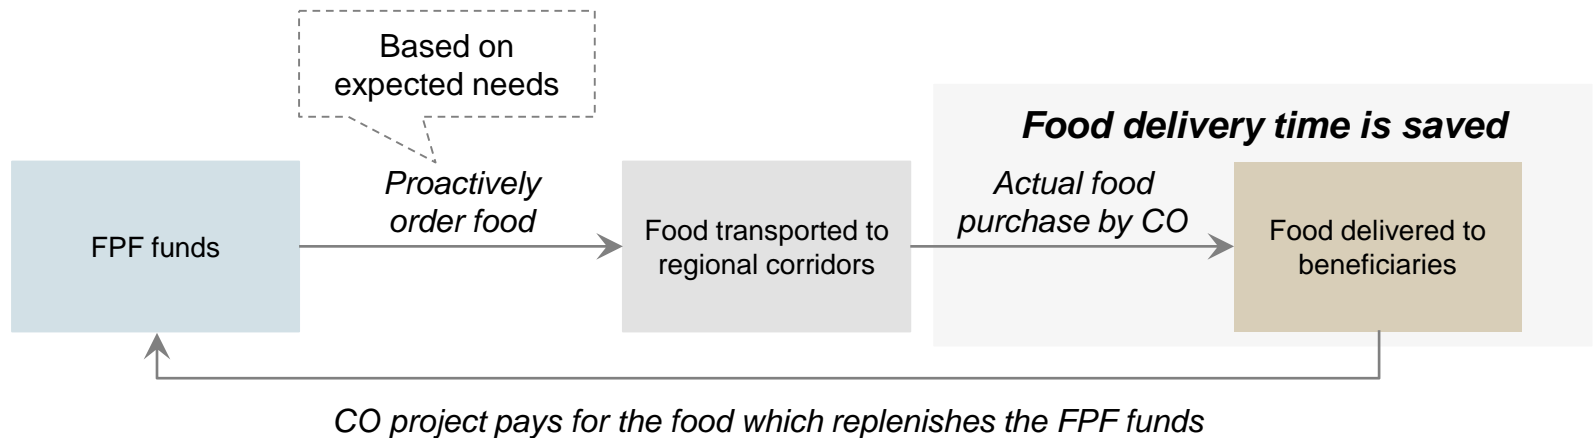 Based on
expected needs
Food delivery time is saved
Proactively
order food
Actual food
purchase by CO
FPF funds
Food transported to
regional corridors
Food delivered to
beneficiaries
CO project pays for the food which replenishes the FPF funds